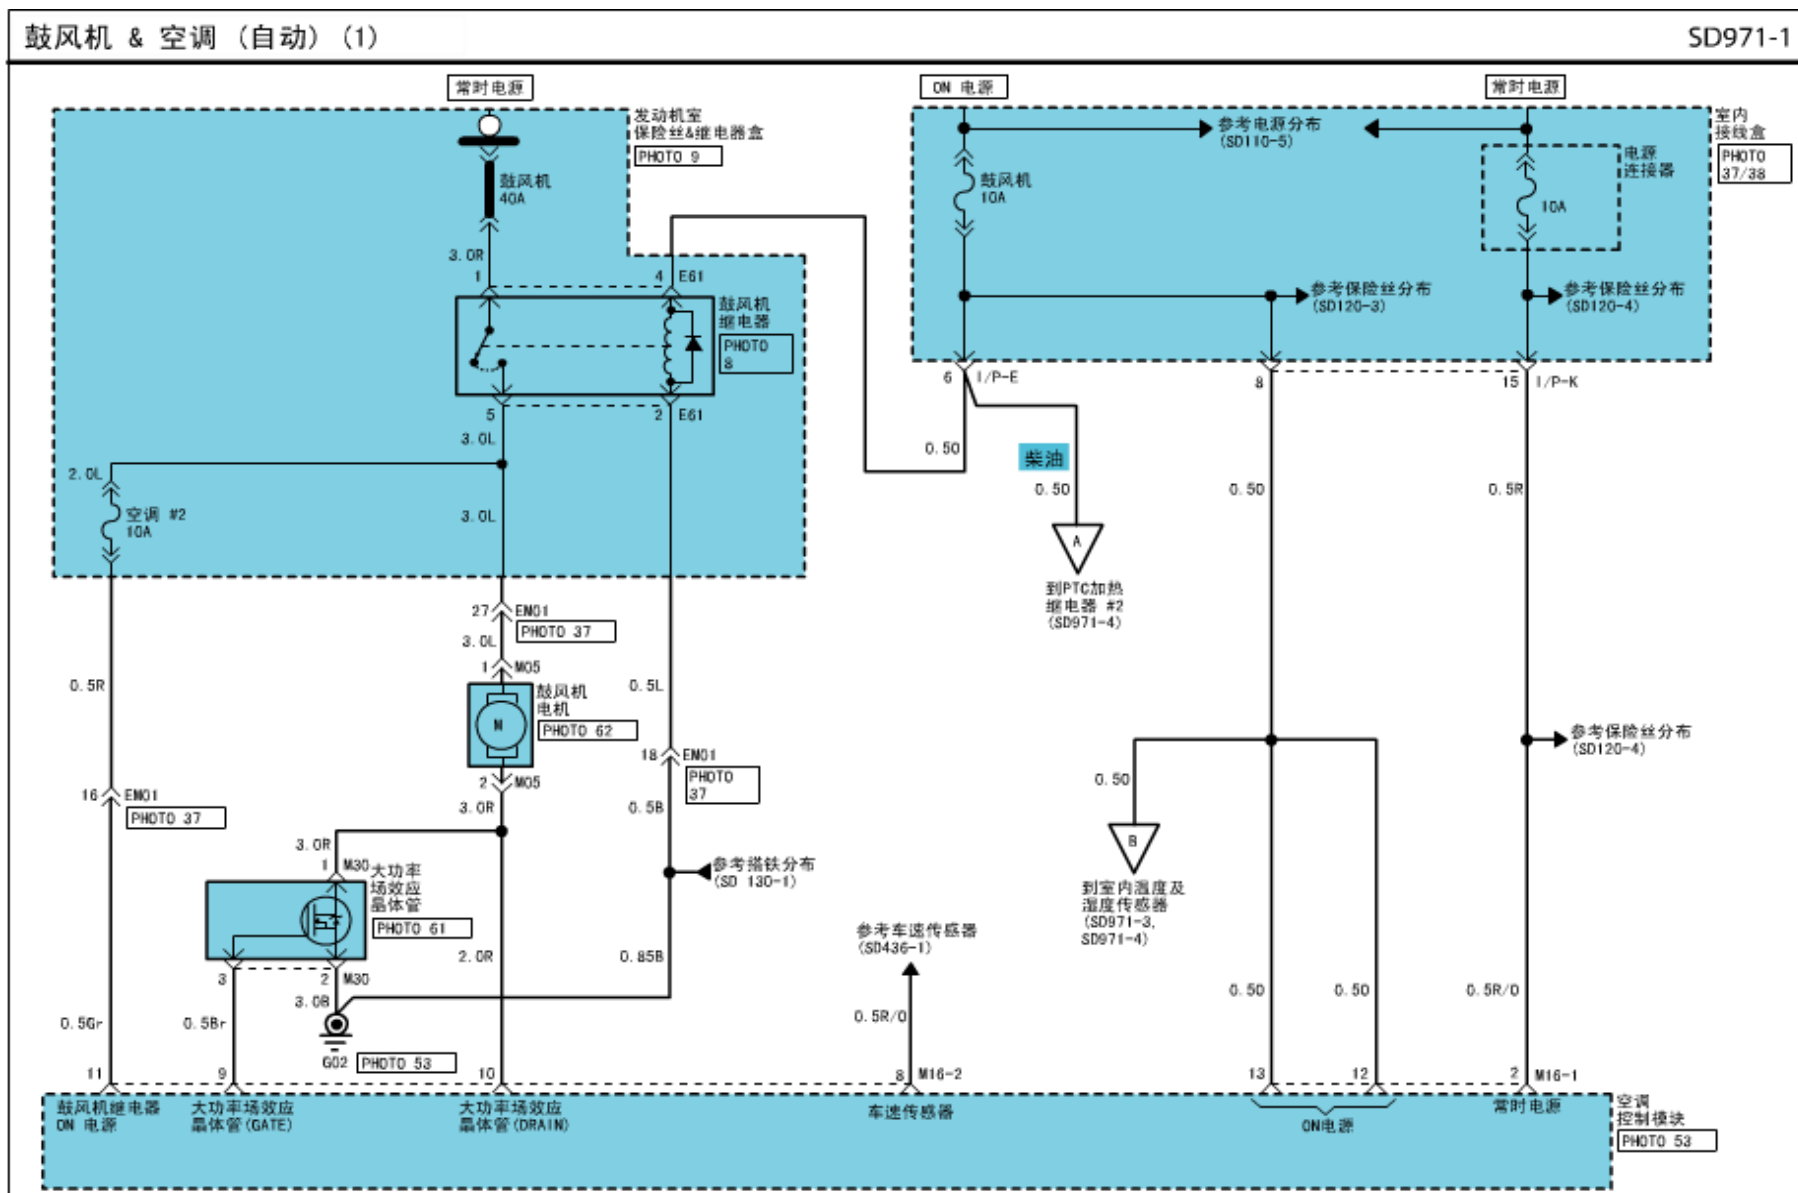 鼓风机 & 空调 (自动) (1)
SD971-1
常时电源
ON 电源
常时电源
发动机室
保险丝&继电器盒
PHOTO 9
鼓风机
40A
3.0R
1
4
E61
鼓风机
继电器
PHOTO
8
5
2
E61
3.0L
2.0L
空调 #2
10A
3.0L
参考电源分布
(SD110-5)
鼓风机
10A
电源
连接器
10A
室内
接线盒
PHOTO
37/38
参考保险丝分布
(SD120-3)
参考保险丝分布
(SD120-4)
6
I/P-E
8
15
I/P-K
0.5O
柴油
0.5O
0.5O
0.5R
A
到PTC加热
继电器 #2
(SD971-4)
27
EM01
PHOTO 37
3.0L
1
M05
0.5R
鼓风机
电机
M
PHOTO 62
0.5L
2
M05
18
EM01
PHOTO
37
16
EM01
PHOTO 37
3.0R
0.5B
参考保险丝分布
(SD120-4)
0.5O
3.0R
1
M30
大功率
场效应
晶体管
PHOTO 61
参考搭铁分布
(SD 130-1)
B
到室内温度及
湿度传感器
(SD971-3,
SD971-4)
参考车速传感器
(SD436-1)
2.0R
0.85B
3
2
M30
3.0B
0.5O
0.5O
0.5R/O
0.5Gr
0.5Br
0.5R/O
G02
PHOTO 53
11
9
10
8
M16-2
13
12
2
M16-1
鼓风机继电器
ON 电源
大功率场效应
晶体管(GATE)
大功率场效应
晶体管(DRAIN)
车速传感器
ON电源
常时电源
空调
控制模块
PHOTO 53